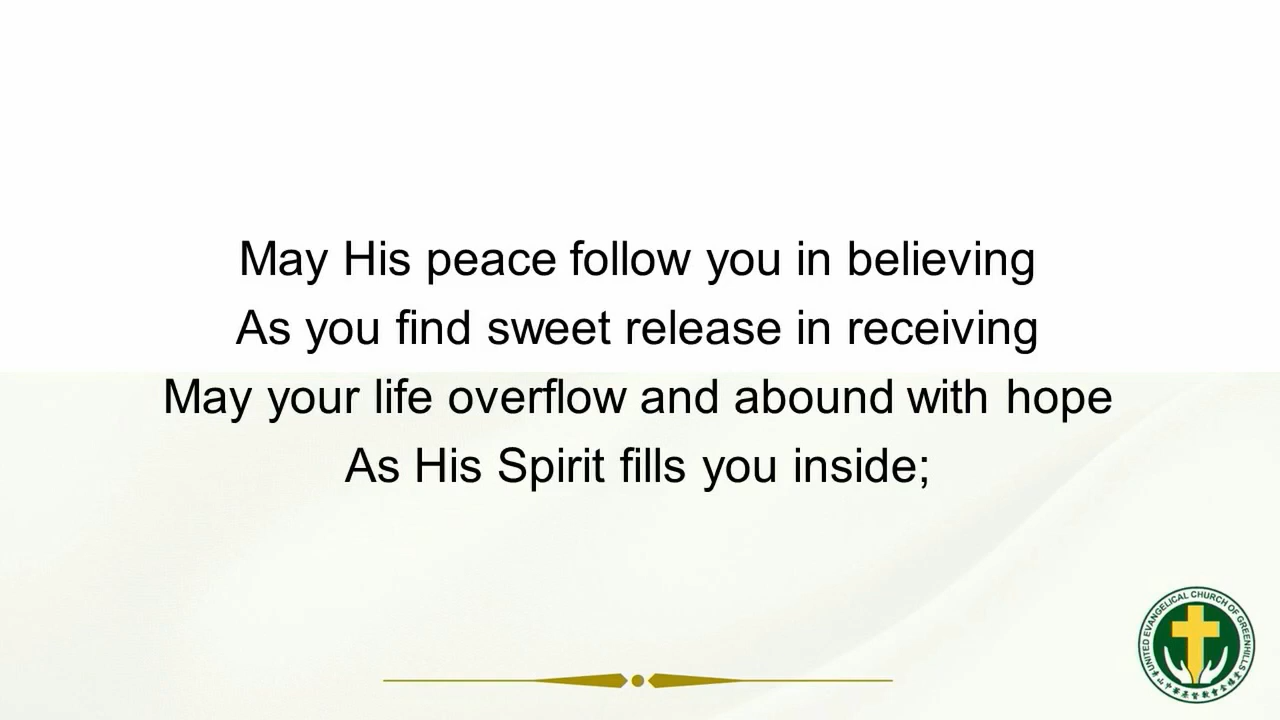 May His peace follow you in believing
As you find sweet release in receiving
May your life overflow and abound with hope
As His Spirit fills you inside;
UNITED EVANGELICAL CHURCH OF GREENHILLS